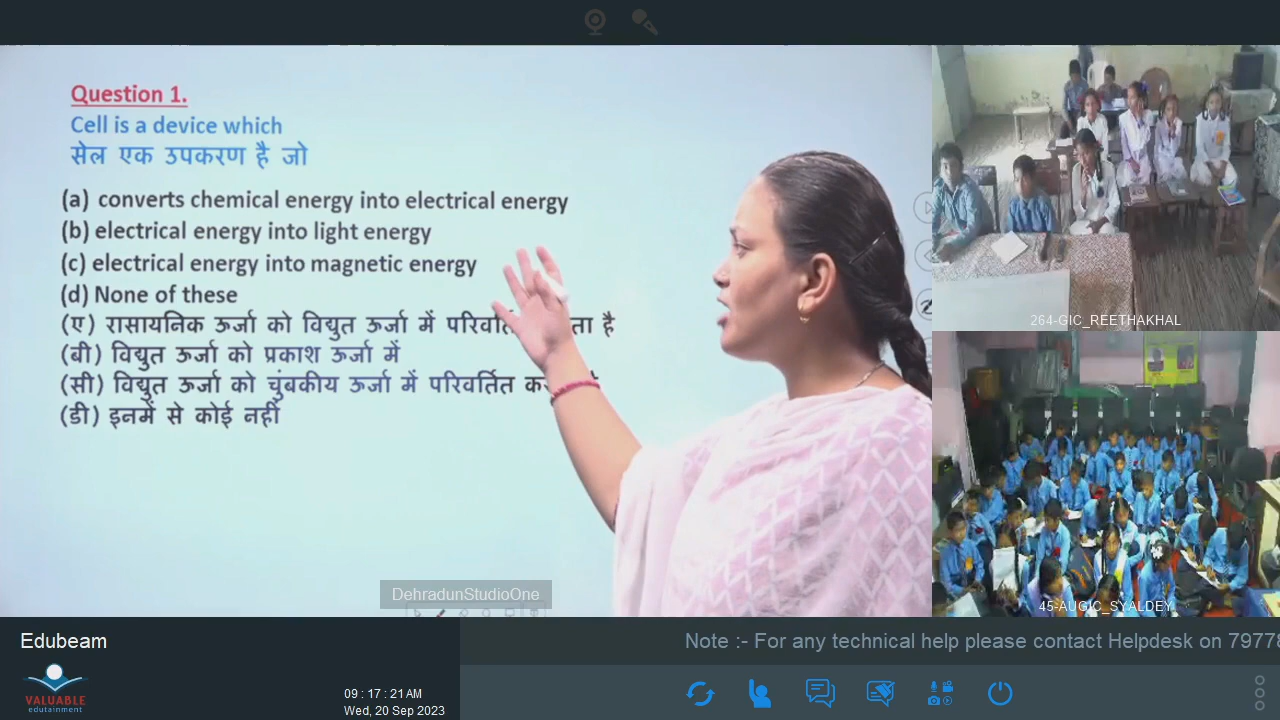 Question 1.
Cell is a device which
सेल एक उपकरण है जो
(a) converts chemical energy into electrical energy
(b) electrical energy into light energy
(c) electrical energy into magnetic energy
(d) None of these
(ए) रासायनिक ऊर्जा को विद्युत ऊर्जा में ता है
(बी) विद्युत ऊर्जा को प्रकाश ऊर्जा में
(सी) विद्युत ऊर्जा को चुंबकीय ऊर्जा में परिवर्तित
(डी) इनमें से कोई नहीं
264-GIC_REETHAKHAL
45-AUGIC_SYALDEY
DehradunStudioOne
Edubeam
Note :- For any technical help please contact Helpdesk on 79778
VALUABLE
edutainment
09 : 17 : 21 AM
Wed, 20 Sep 2023